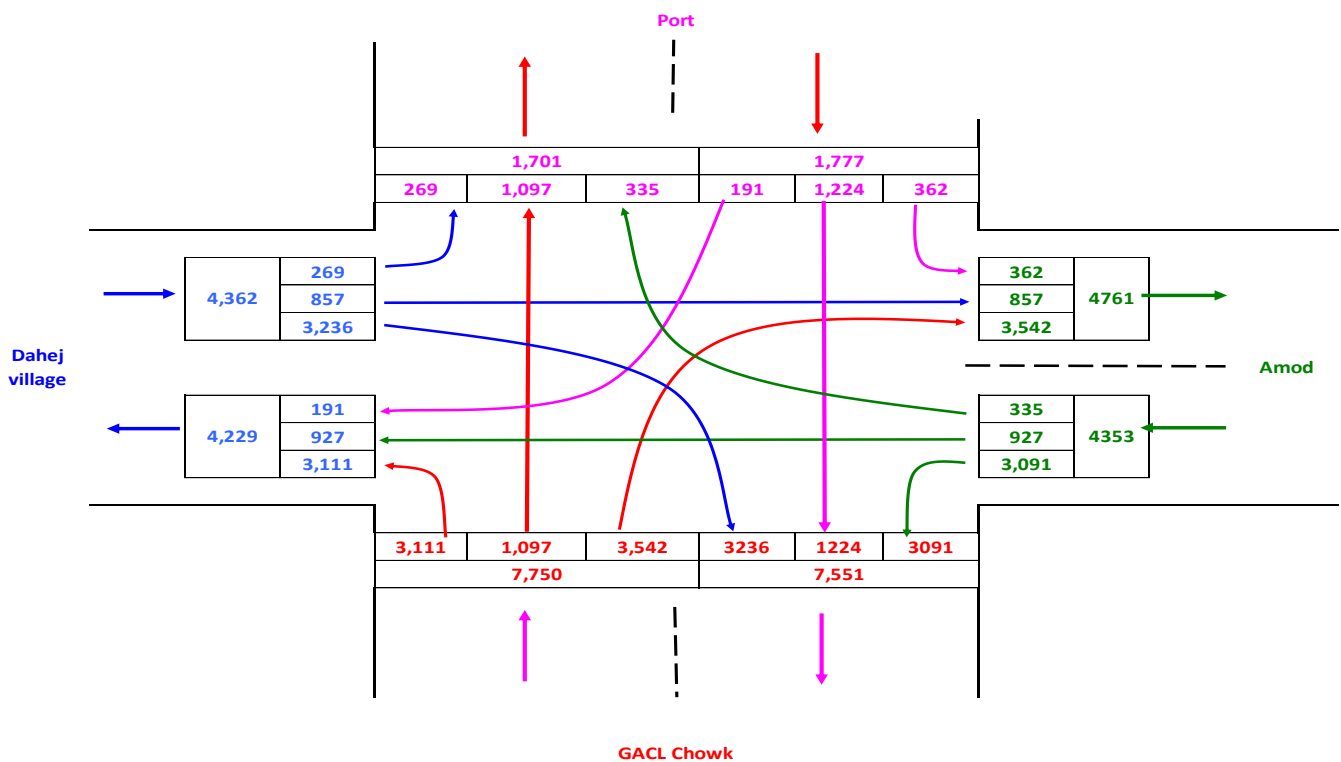 Port
1,701 1,777
269 1,097 335 191 1,224 362
269
4,362 857
3,236
362
857 4761
3,542
Dahej
village
Amod
191
4,229 927
3,111
335
927 4353
3,091
3,111 1,097 3,542 3236 1224 3091
7,750 7,551
GACL Chowk